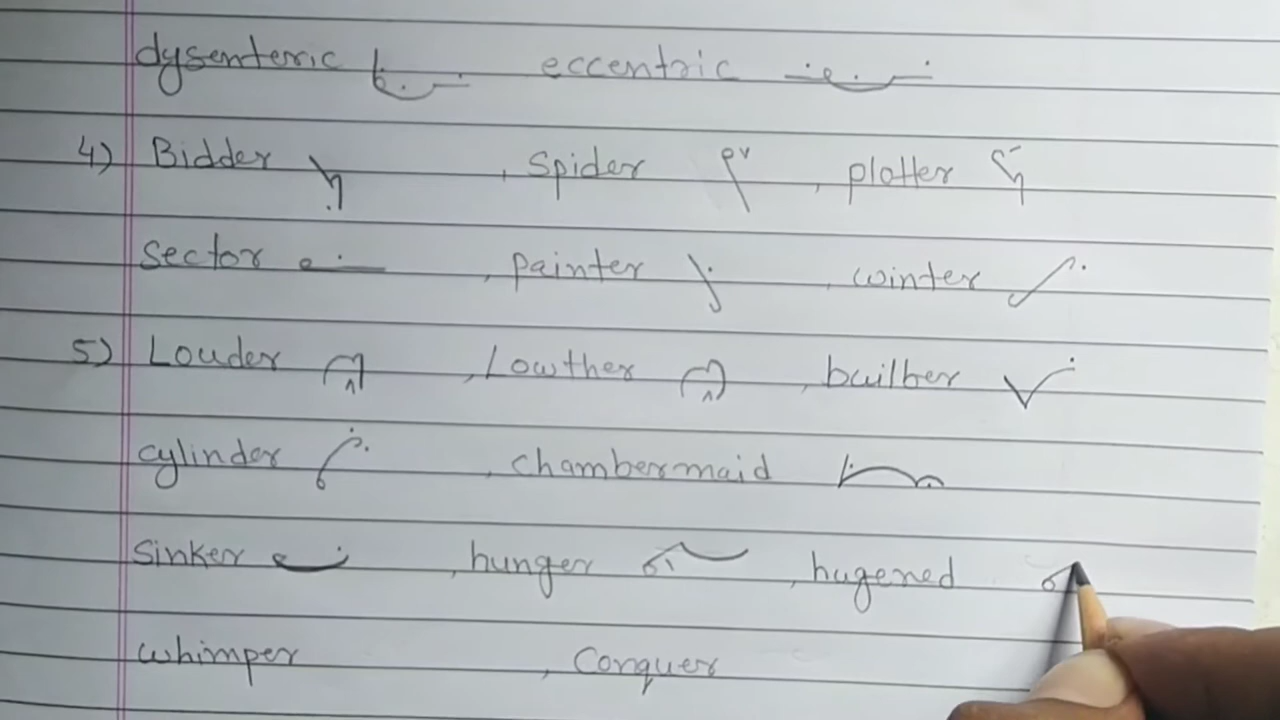 dysenteric eccentric
4) Bidder , Spider , plotter
sector , painter , winter
5) Louder , Lowther , builber
cylinder , chambermaid
Sinker , hunger , hugened
whimper , Conquer